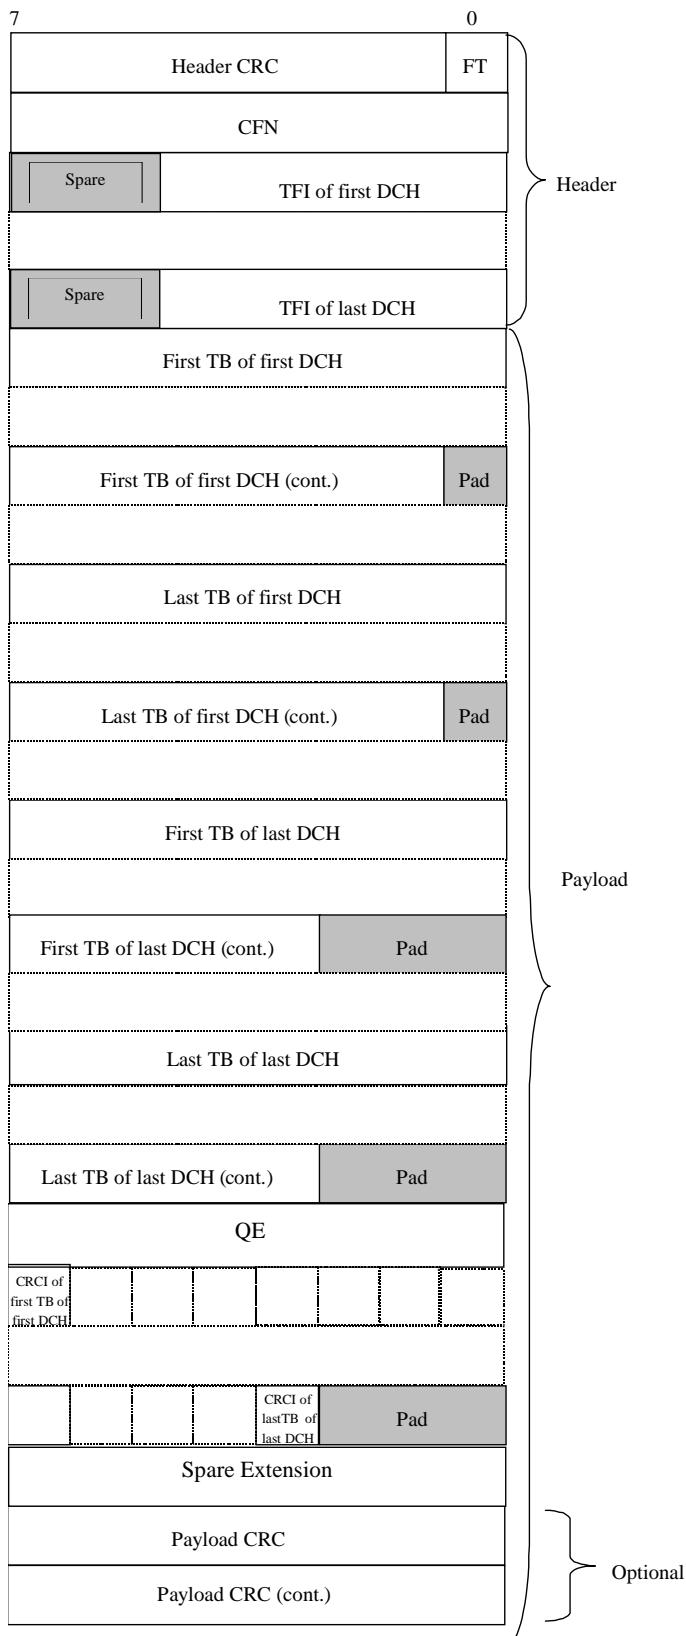 7 0
Header CRC FT
CFN
Spare TFI of first DCH
Header
Spare TFI of last DCH
First TB of first DCH
First TB of first DCH (cont.) Pad
Last TB of first DCH
Last TB of first DCH (cont.) Pad
First TB of last DCH
Payload
First TB of last DCH (cont.) Pad
Last TB of last DCH
Last TB of last DCH (cont.) Pad
QE
CRCI of
first TB of
first DCH
CRCI of
lastTB of
last DCH
Pad
Spare Extension
Payload CRC
Optional
Payload CRC (cont.)